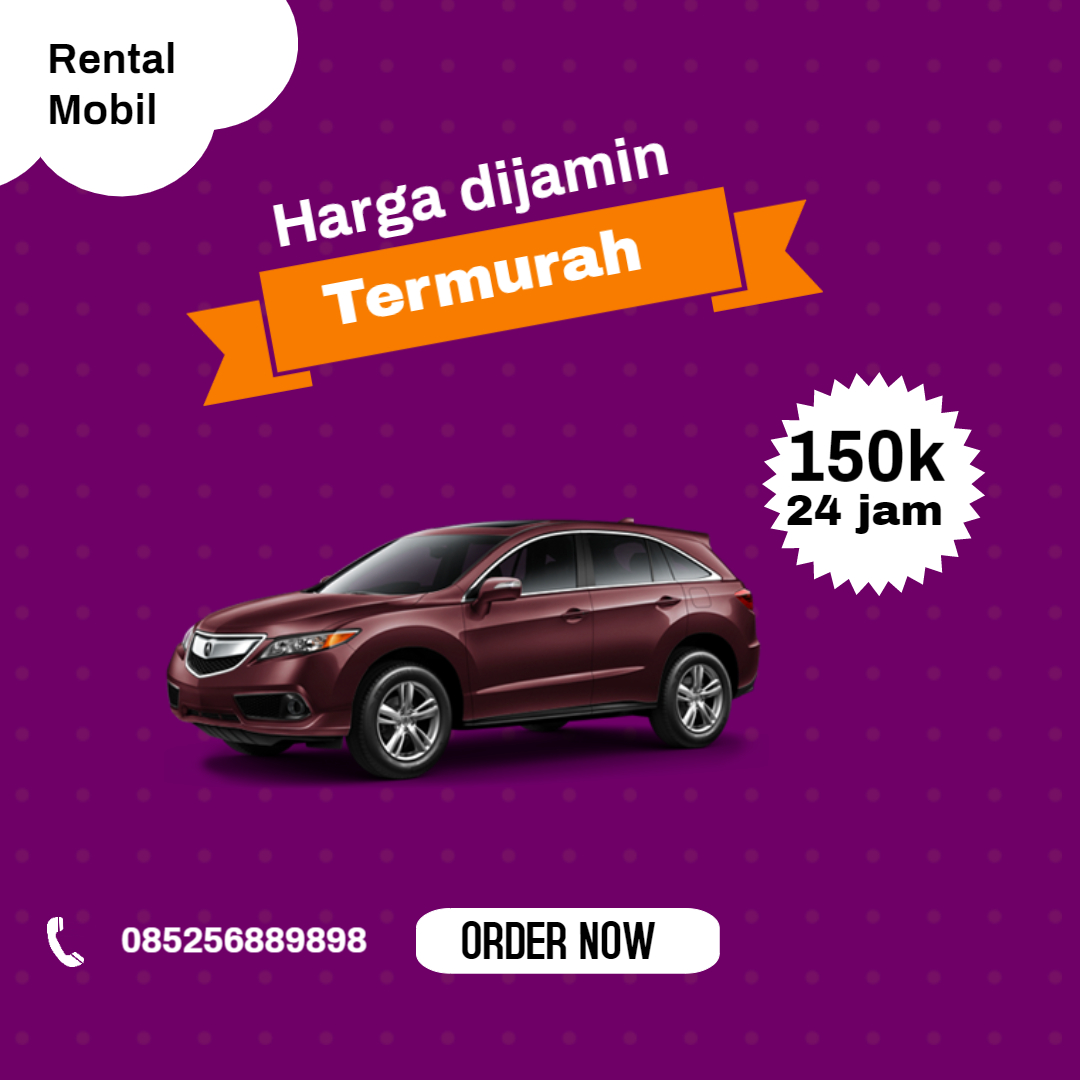 Rental
Mobil
Harga dijamin
Termurah
150k
24 jam
085256889898
ORDER NOW